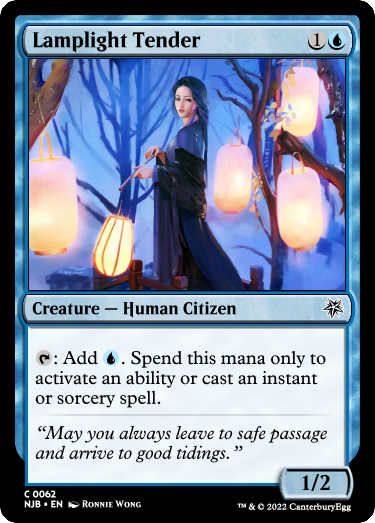 Lamplight Tender 1
Creature — Human Citizen
: Add . Spend this mana only to
activate an ability or cast an instant
or sorcery spell.
“May you always leave to safe passage
and arrive to good tidings.”
1/2
C 0062
NJB • EN Ronnie Wong
™ & © 2022 CanterburyEgg